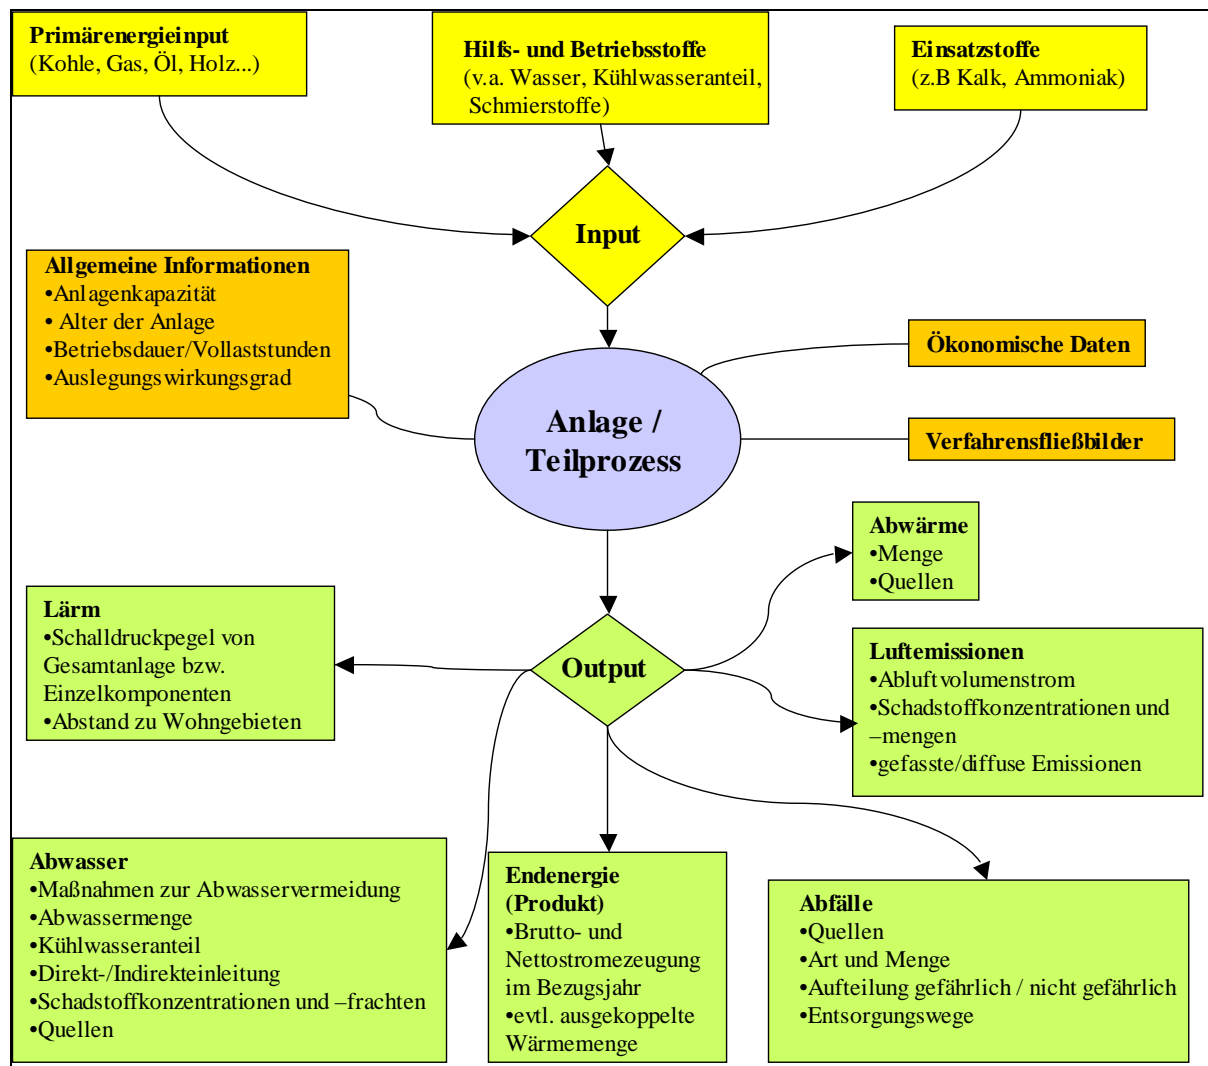 Primärenergieinput
(Kohle, Gas, Öl, Holz...)
Hilfs- und Betriebsstoffe
(v.a. Wasser, Kühlwasseranteil,
Schmierstoffe)
Einsatzstoffe
(z.B Kalk, Ammoniak)
Input
Allgemeine Informationen
•Anlagenkapazität
• Alter der Anlage
•Betriebsdauer/Vollaststunden
•Auslegungswirkungsgrad
Ökonomische Daten
Anlage /
Teilprozess
Verfahrensfließbilder
Abwärme
•Menge
•Quellen
Lärm
•Schalldruckpegel von
Gesamtanlage bzw.
Einzelkomponenten
•Abstand zu Wohngebieten
Output
Luftemissionen
•Abluftvolumenstrom
•Schadstoffkonzentrationen und
–mengen
•gefasste/diffuse Emissionen
Abwasser
•Maßnahmen zur Abwasservermeidung
•Abwassermenge
•Kühlwasseranteil
•Direkt-/Indirekteinleitung
•Schadstoffkonzentrationen und –frachten
•Quellen
Endenergie
(Produkt)
•Brutto- und
Nettostromezeugung
im Bezugsjahr
•evtl. ausgekoppelte
Wärmemenge
Abfälle
•Quellen
•Art und Menge
•Aufteilung gefährlich / nicht gefährlich
•Entsorgungswege